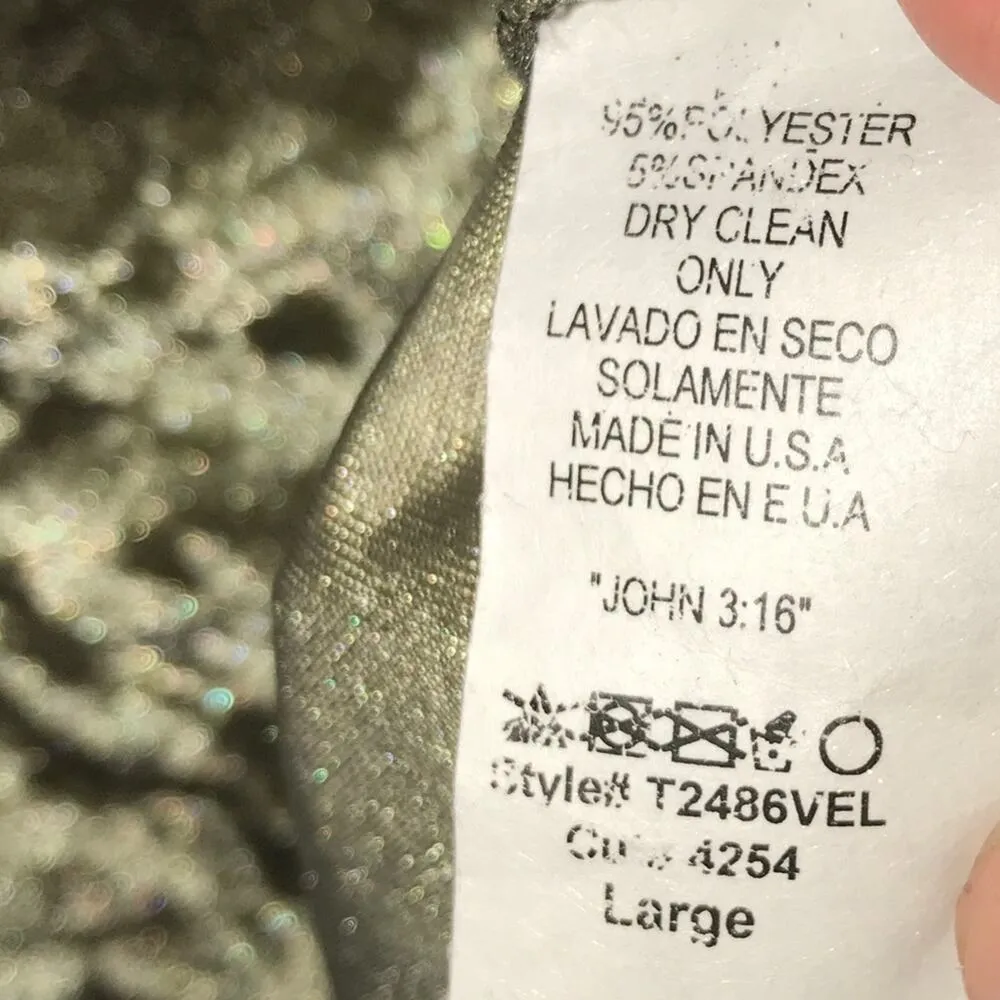 95% POLYESTER
5% SPANDEX
DRY CLEAN
ONLY
LAVADO EN SECO
SOLAMENTE
MADE IN U.S.A
HECHO EN E U.A
"JOHN 3:16"
Style# T2486VEL
4254
Large